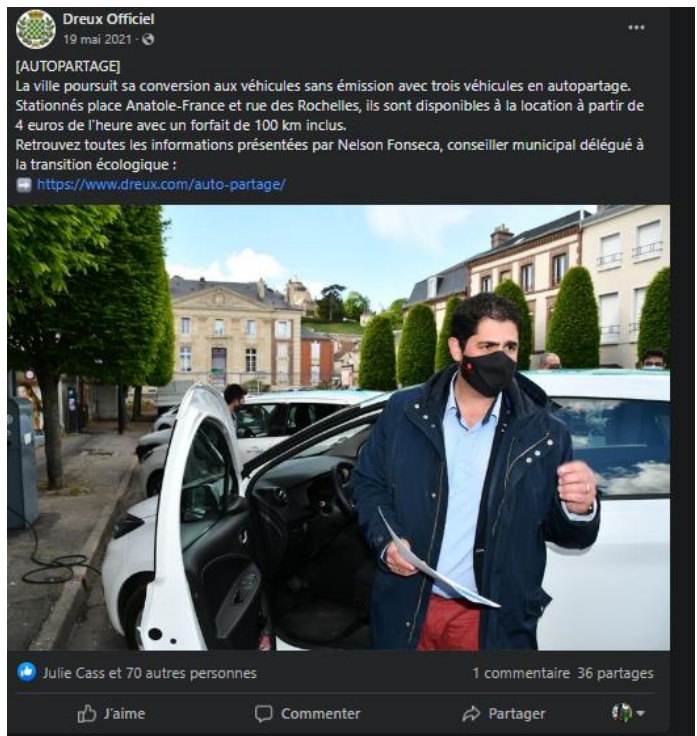 Dreux Officiel
19 mai 2021 ·
[AUTOPARTAGE]
La ville poursuit sa conversion aux véhicules sans émission avec trois véhicules en autopartage.
Stationnés place Anatole-France et rue des Rochelles, ils sont disponibles à la location à partir de
4 euros de l'heure avec un forfait de 100 km inclus.
Retrouvez toutes les informations présentées par Nelson Fonseca, conseiller municipal délégué à
la transition écologique :
➡ https://www.dreux.com/auto-partage/
Julie Cass et 70 autres personnes
1 commentaire 36 partages
J'aime
Commenter
Partager